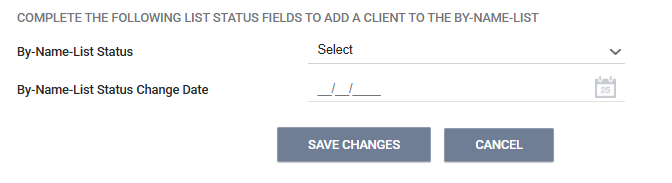 COMPLETE THE FOLLOWING LIST STATUS FIELDS TO ADD A CLIENT TO THE BY-NAME-LIST
By-Name-List Status Select
By-Name-List Status Change Date __/__/____ 25
SAVE CHANGES CANCEL